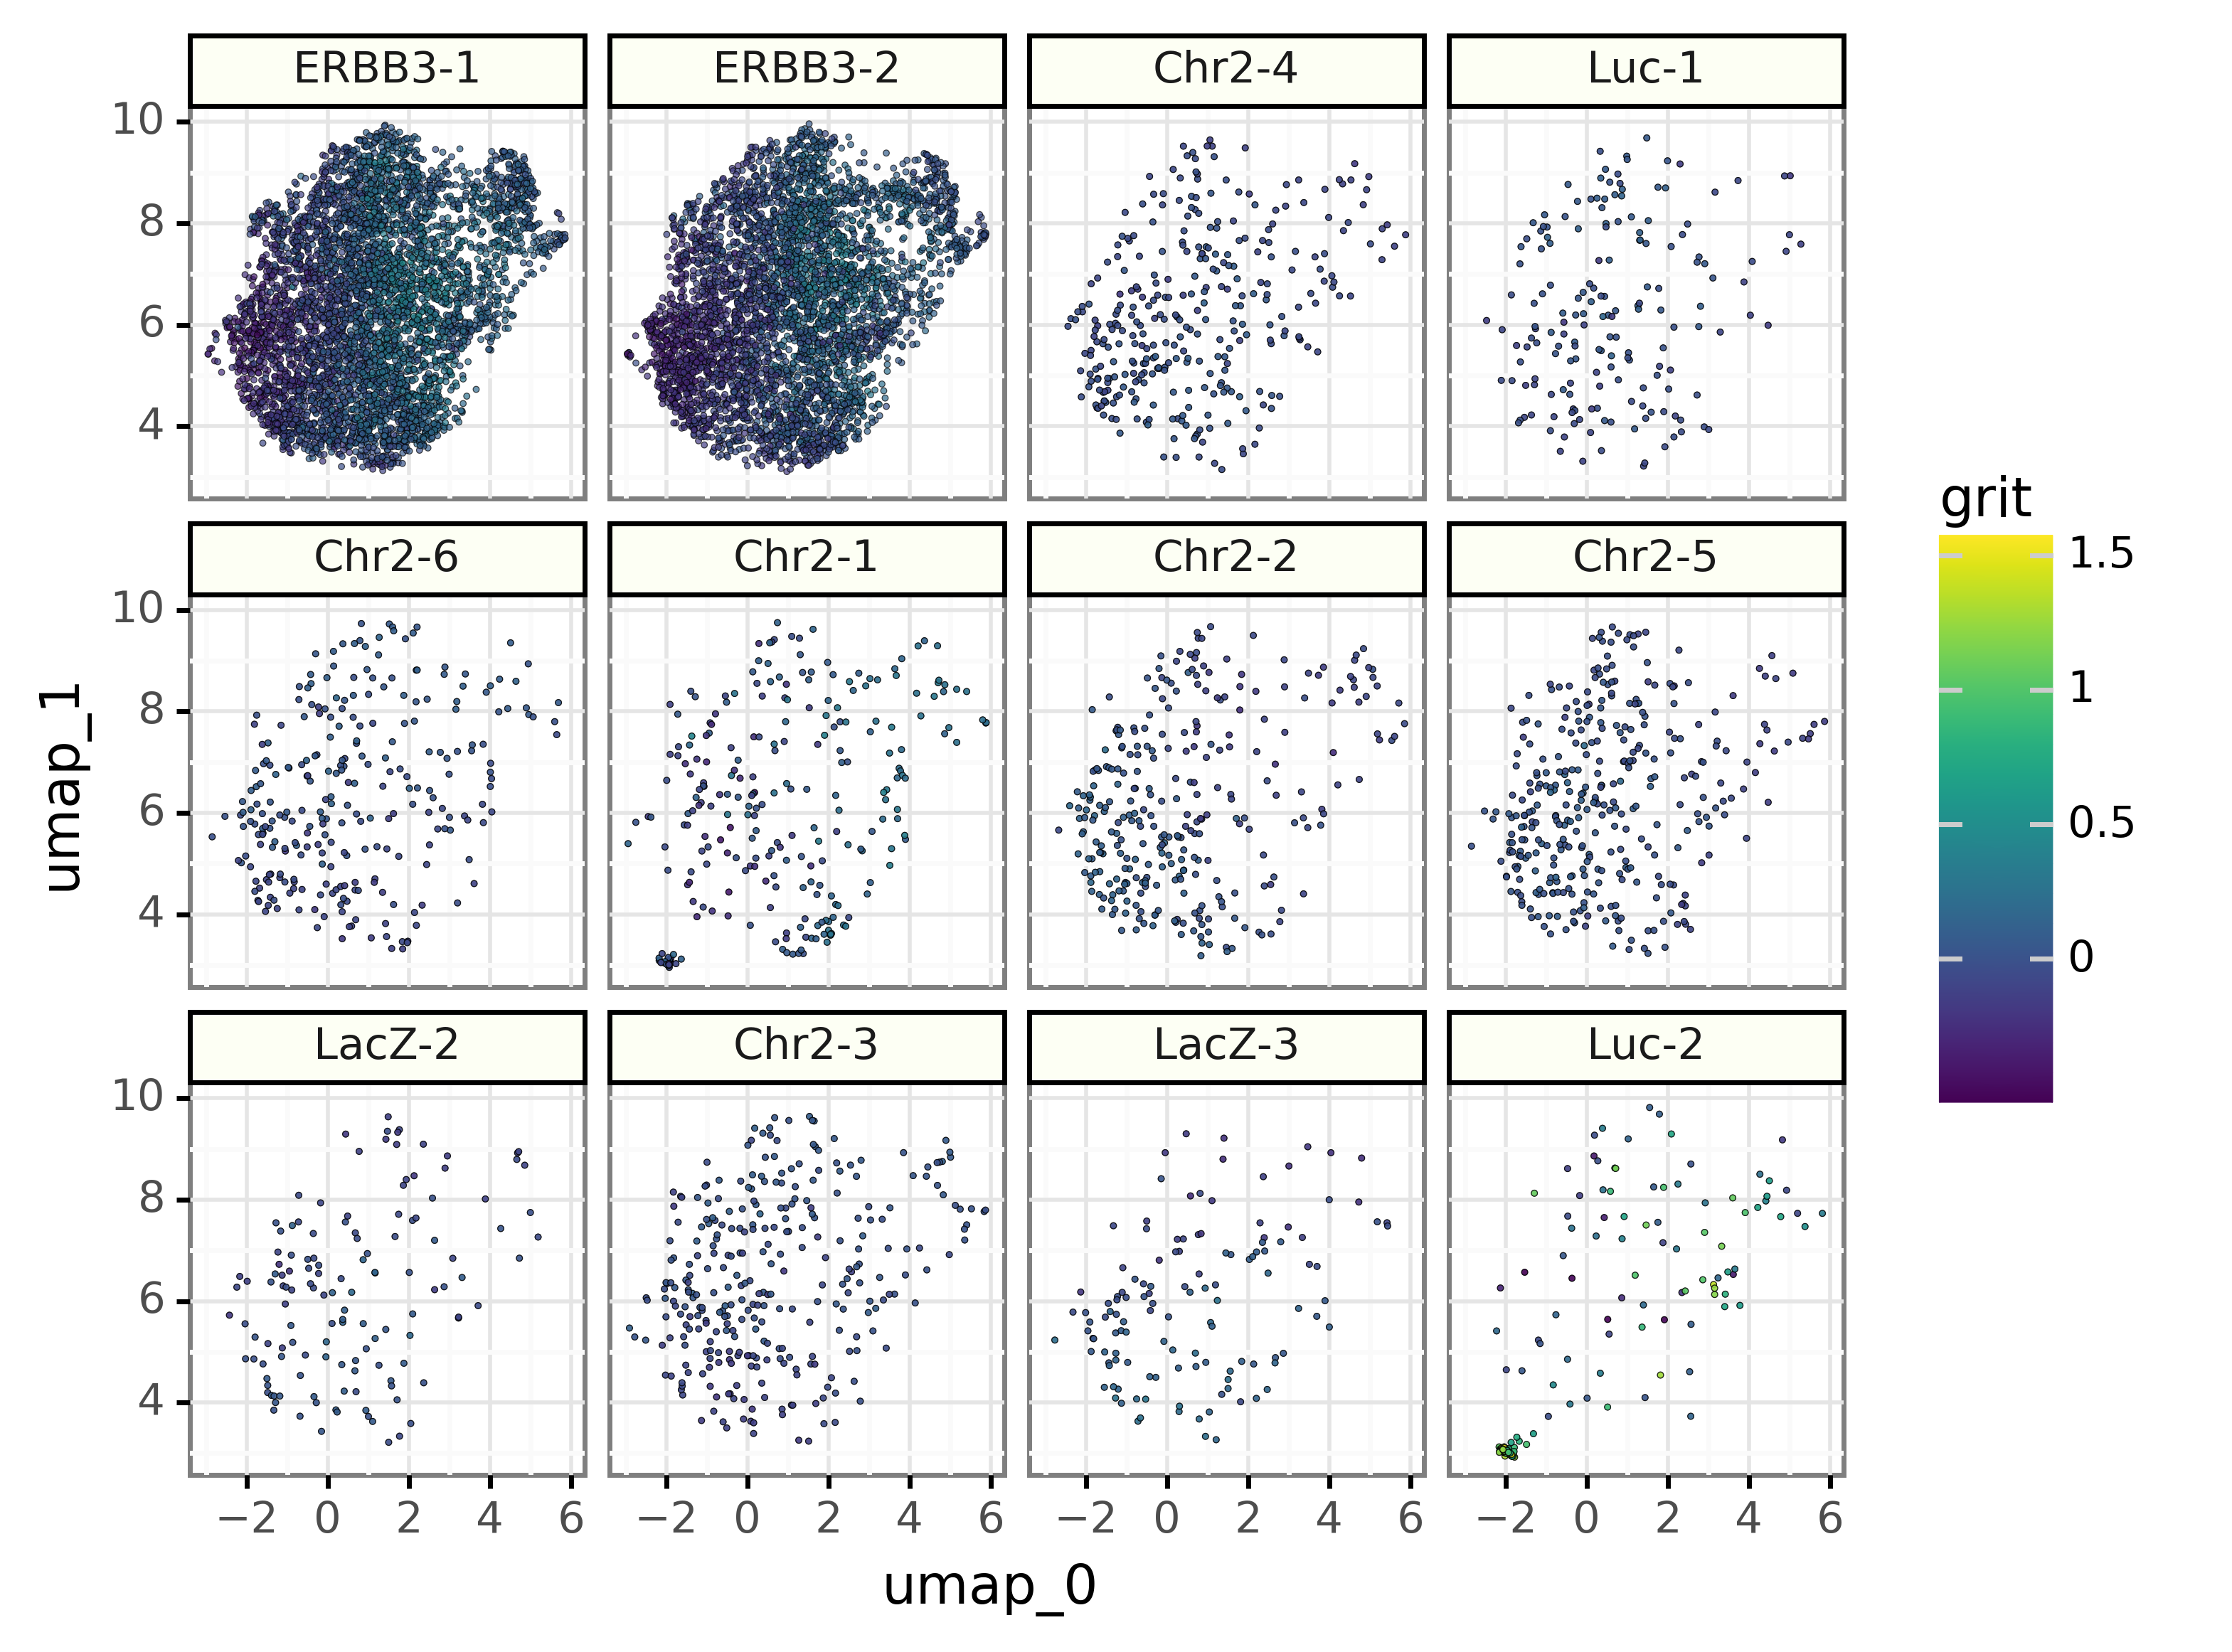 ERBB3-1 ERBB3-2 Chr2-4 Luc-1
10
8
6
4
Chr2-6 Chr2-1 Chr2-2 Chr2-5
10
8
6
4
LacZ-2 Chr2-3 LacZ-3 Luc-2
10
8
6
4
−2 0 2 4 6 −2 0 2 4 6 −2 0 2 4 6 −2 0 2 4 6
umap_0
umap_1
grit
1.5
1
0.5
0